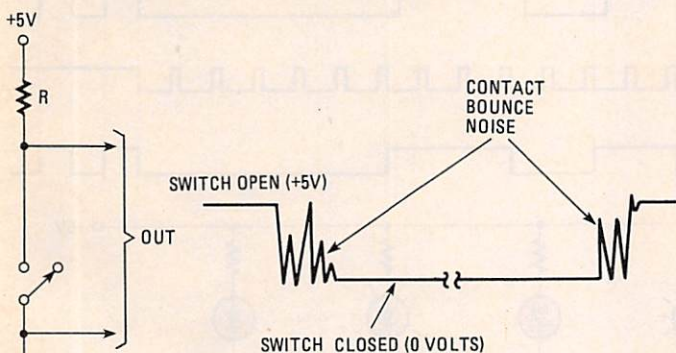 +5V
R
OUT
CONTACT
BOUNCE
NOISE
SWITCH OPEN (+5V)
SWITCH CLOSED (0 VOLTS)